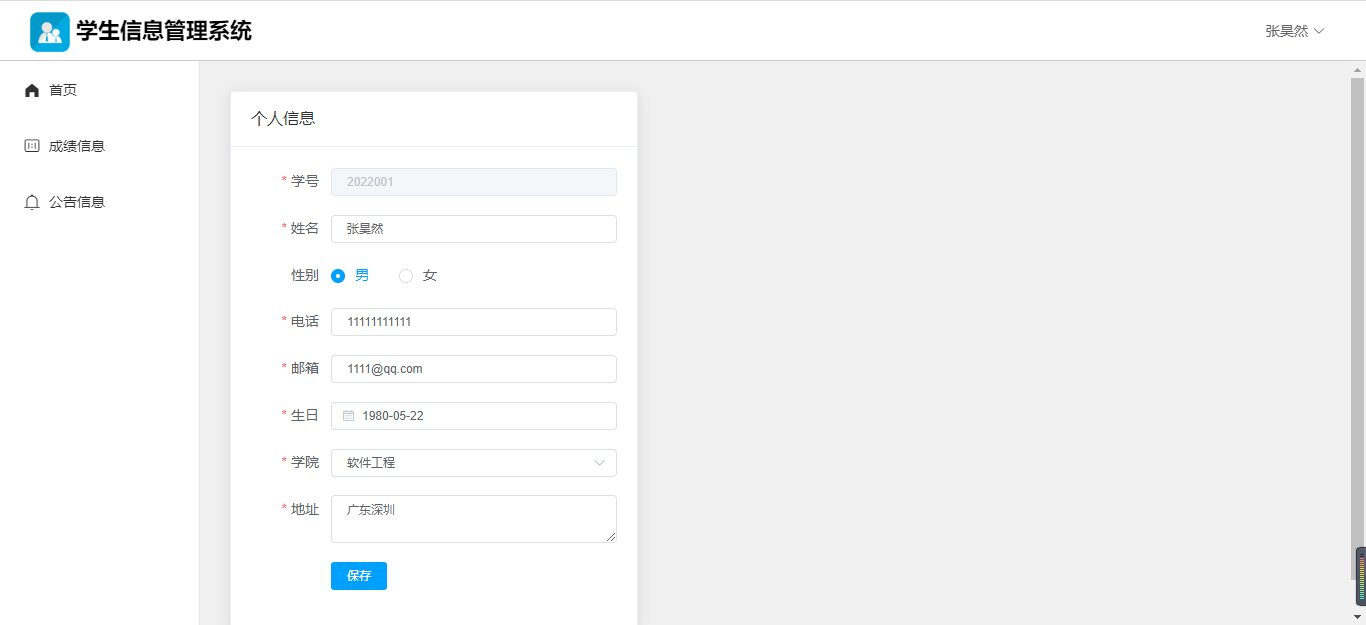 学生信息管理系统
张昊然
首页
成绩信息
公告信息
个人信息
* 学号 2022001
* 姓名 张昊然
性别 男 女
* 电话 11111111111
* 邮箱 1111@qq.com
* 生日 1980-05-22
* 学院 软件工程
* 地址 广东深圳
保存